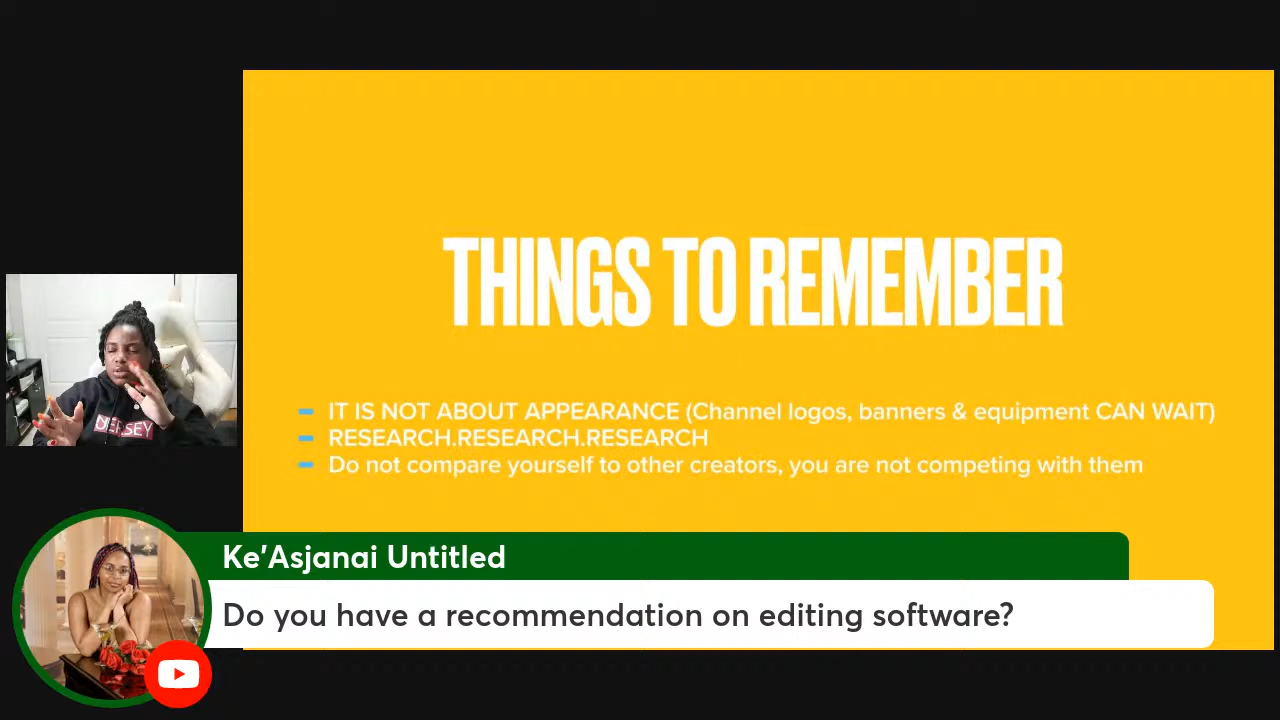 THINGS TO REMEMBER
IT IS NOT ABOUT APPEARANCE (Channel logos, banners & equipment CAN WAIT)
RESEARCH.RESEARCH.RESEARCH
Do not compare yourself to other creators, you are not competing with them
JERSEY
Ke'Asjanai Untitled
Do you have a recommendation on editing software?